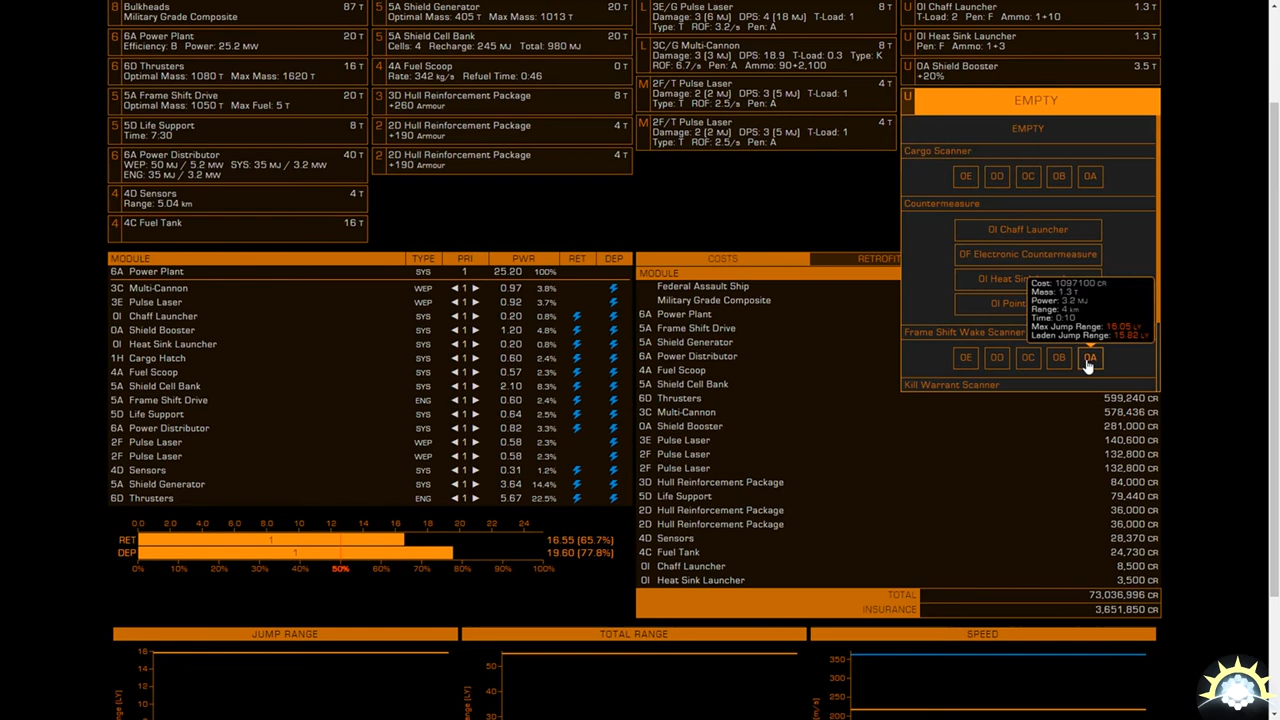 8 Bulkheads 87 T
Military Grade Composite
6 6A Power Plant 20 T
Efficiency: B Power: 25.2 MW
6 6D Thrusters 16 T
Optimal Mass: 1080 T Max Mass: 1620 T
5 5A Frame Shift Drive 20 T
Optimal Mass: 1050 T Max Fuel: 5 T
5 5D Life Support 8 T
Time: 7:30
6 6A Power Distributor 40 T
WEP: 50 MJ / 5.2 MW SYS: 35 MJ / 3.2 MW
ENG: 35 MJ / 3.2 MW
4 4D Sensors 4 T
Range: 5.04 km
4 4C Fuel Tank 16 T
5 5A Shield Generator 20 T
Optimal Mass: 405 T Max Mass: 1013 T
5 5A Shield Cell Bank 20 T
Cells: 4 Recharge: 245 MJ Total: 980 MJ
4 4A Fuel Scoop 0 T
Rate: 342 kg/s Refuel Time: 0:46
3 3D Hull Reinforcement Package 8 T
+260 Armour
2 2D Hull Reinforcement Package 4 T
+190 Armour
2 2D Hull Reinforcement Package 4 T
+190 Armour
L 3E/G Pulse Laser 8 T
Damage: 3 [6 MJ] DPS: 4 [18 MJ] T-Load: 1
Type: T ROF: 3.2/s Pen: A
L 3C/G Multi-Cannon 8 T
Damage: 3 [3 MJ] DPS: 18.9 T-Load: 0.3 Type: K
ROF: 6.7/s Pen: A Ammo: 90+2,100
M 2F/T Pulse Laser 4 T
Damage: 2 [2 MJ] DPS: 3 [5 MJ] T-Load: 1
Type: T ROF: 2.5/s Pen: A
M 2F/T Pulse Laser 4 T
Damage: 2 [2 MJ] DPS: 3 [5 MJ] T-Load: 1
Type: T ROF: 2.5/s Pen: A
U 0I Chaff Launcher 1.3 T
T-Load: 2 Pen: F Ammo: 1+10
U 0I Heat Sink Launcher 1.3 T
Pen: F Ammo: 1+3
U 0A Shield Booster 3.5 T
+20%
U EMPTY
EMPTY
Cargo Scanner
0E 0D 0C 0B 0A
Countermeasure
0I Chaff Launcher
0F Electronic Countermeasure
0I Heat Sin
0I Poin
Cost: 1097100 CR
Mass: 1.3 T
Power: 3.2 MJ
Range: 4 km
Time: 0:10
Max Jump Range: 16.05 LY
Laden Jump Range: 15.82 LY
Frame Shift Wake Scanner
0E 0D 0C 0B 0A
Kill Warrant Scanner
MODULE TYPE PRI PWR RET DEP
6A Power Plant SYS 1 25.20 100%
3C Multi-Cannon WEP 1 0.97 3.8%
3E Pulse Laser WEP 1 0.92 3.7%
0I Chaff Launcher SYS 1 0.20 0.8%
0A Shield Booster SYS 1 1.20 4.8%
0I Heat Sink Launcher SYS 1 0.20 0.8%
1H Cargo Hatch SYS 1 0.60 2.4%
4A Fuel Scoop SYS 1 0.57 2.3%
5A Shield Cell Bank SYS 1 2.10 8.3%
5A Frame Shift Drive ENG 1 0.60 2.4%
5D Life Support SYS 1 0.64 2.5%
6A Power Distributor SYS 1 0.82 3.3%
2F Pulse Laser WEP 1 0.58 2.3%
2F Pulse Laser WEP 1 0.58 2.3%
4D Sensors SYS 1 0.31 1.2%
5A Shield Generator SYS 1 3.64 14.4%
6D Thrusters ENG 1 5.67 22.5%
0.0 2.0 4.0 6.0 8.0 10 12 14 16 18 20 22 24
RET 1 16.55 (65.7%)
DEP 1 19.60 (77.8%)
0% 10% 20% 30% 40% 50% 60% 70% 80% 90% 100%
COSTS RETROFIT
MODULE
Federal Assault Ship
Military Grade Composite
6A Power Plant
5A Frame Shift Drive
5A Shield Generator
6A Power Distributor
4A Fuel Scoop
5A Shield Cell Bank
6D Thrusters 599,240 CR
3C Multi-Cannon 578,436 CR
0A Shield Booster 281,000 CR
3E Pulse Laser 140,600 CR
2F Pulse Laser 132,800 CR
2F Pulse Laser 132,800 CR
3D Hull Reinforcement Package 84,000 CR
5D Life Support 79,440 CR
2D Hull Reinforcement Package 36,000 CR
2D Hull Reinforcement Package 36,000 CR
4D Sensors 28,370 CR
4C Fuel Tank 24,730 CR
0I Chaff Launcher 8,500 CR
0I Heat Sink Launcher 3,500 CR
TOTAL 73,036,996 CR
INSURANCE 3,651,850 CR
JUMP RANGE
16
14
12
10
TOTAL RANGE
50
40
30
SPEED
350
300
250
200